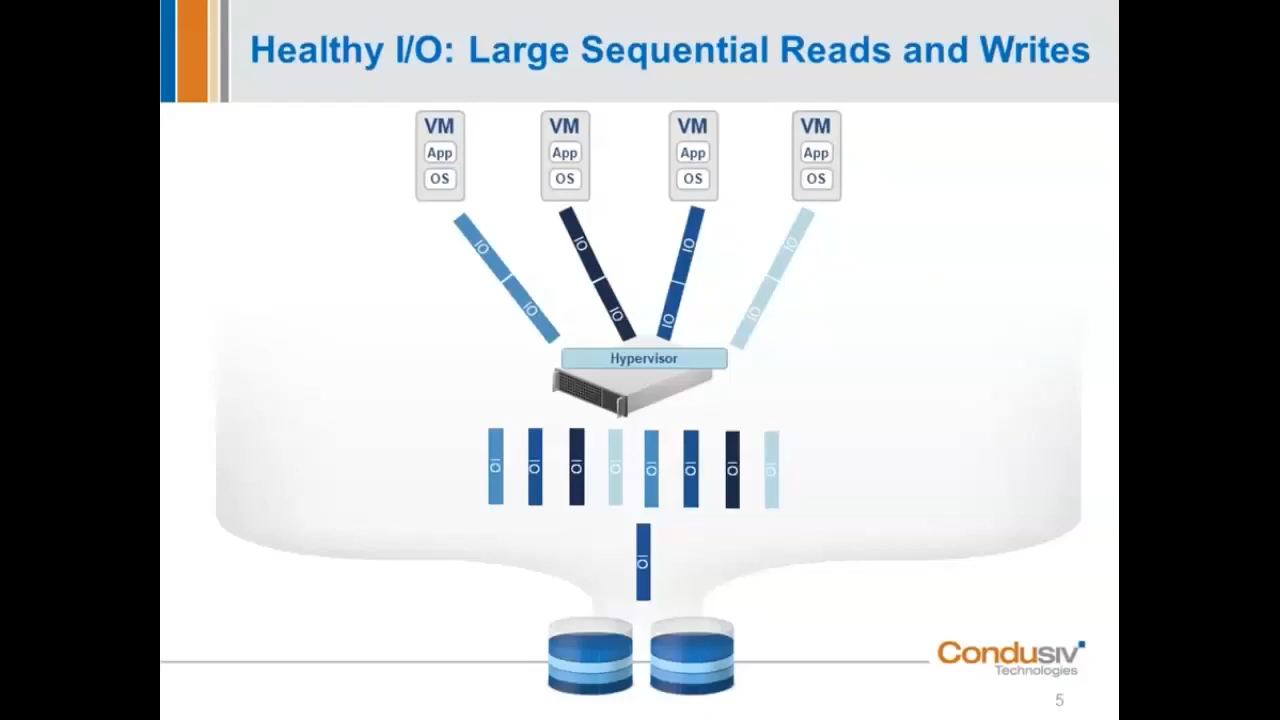 Healthy I/O: Large Sequential Reads and Writes
VM VM VM VM
App App App App
OS OS OS OS
IO IO IO IO
IO IO IO IO
Hypervisor
IO IO IO IO IO IO IO IO
IO
Condusiv
Technologies
5